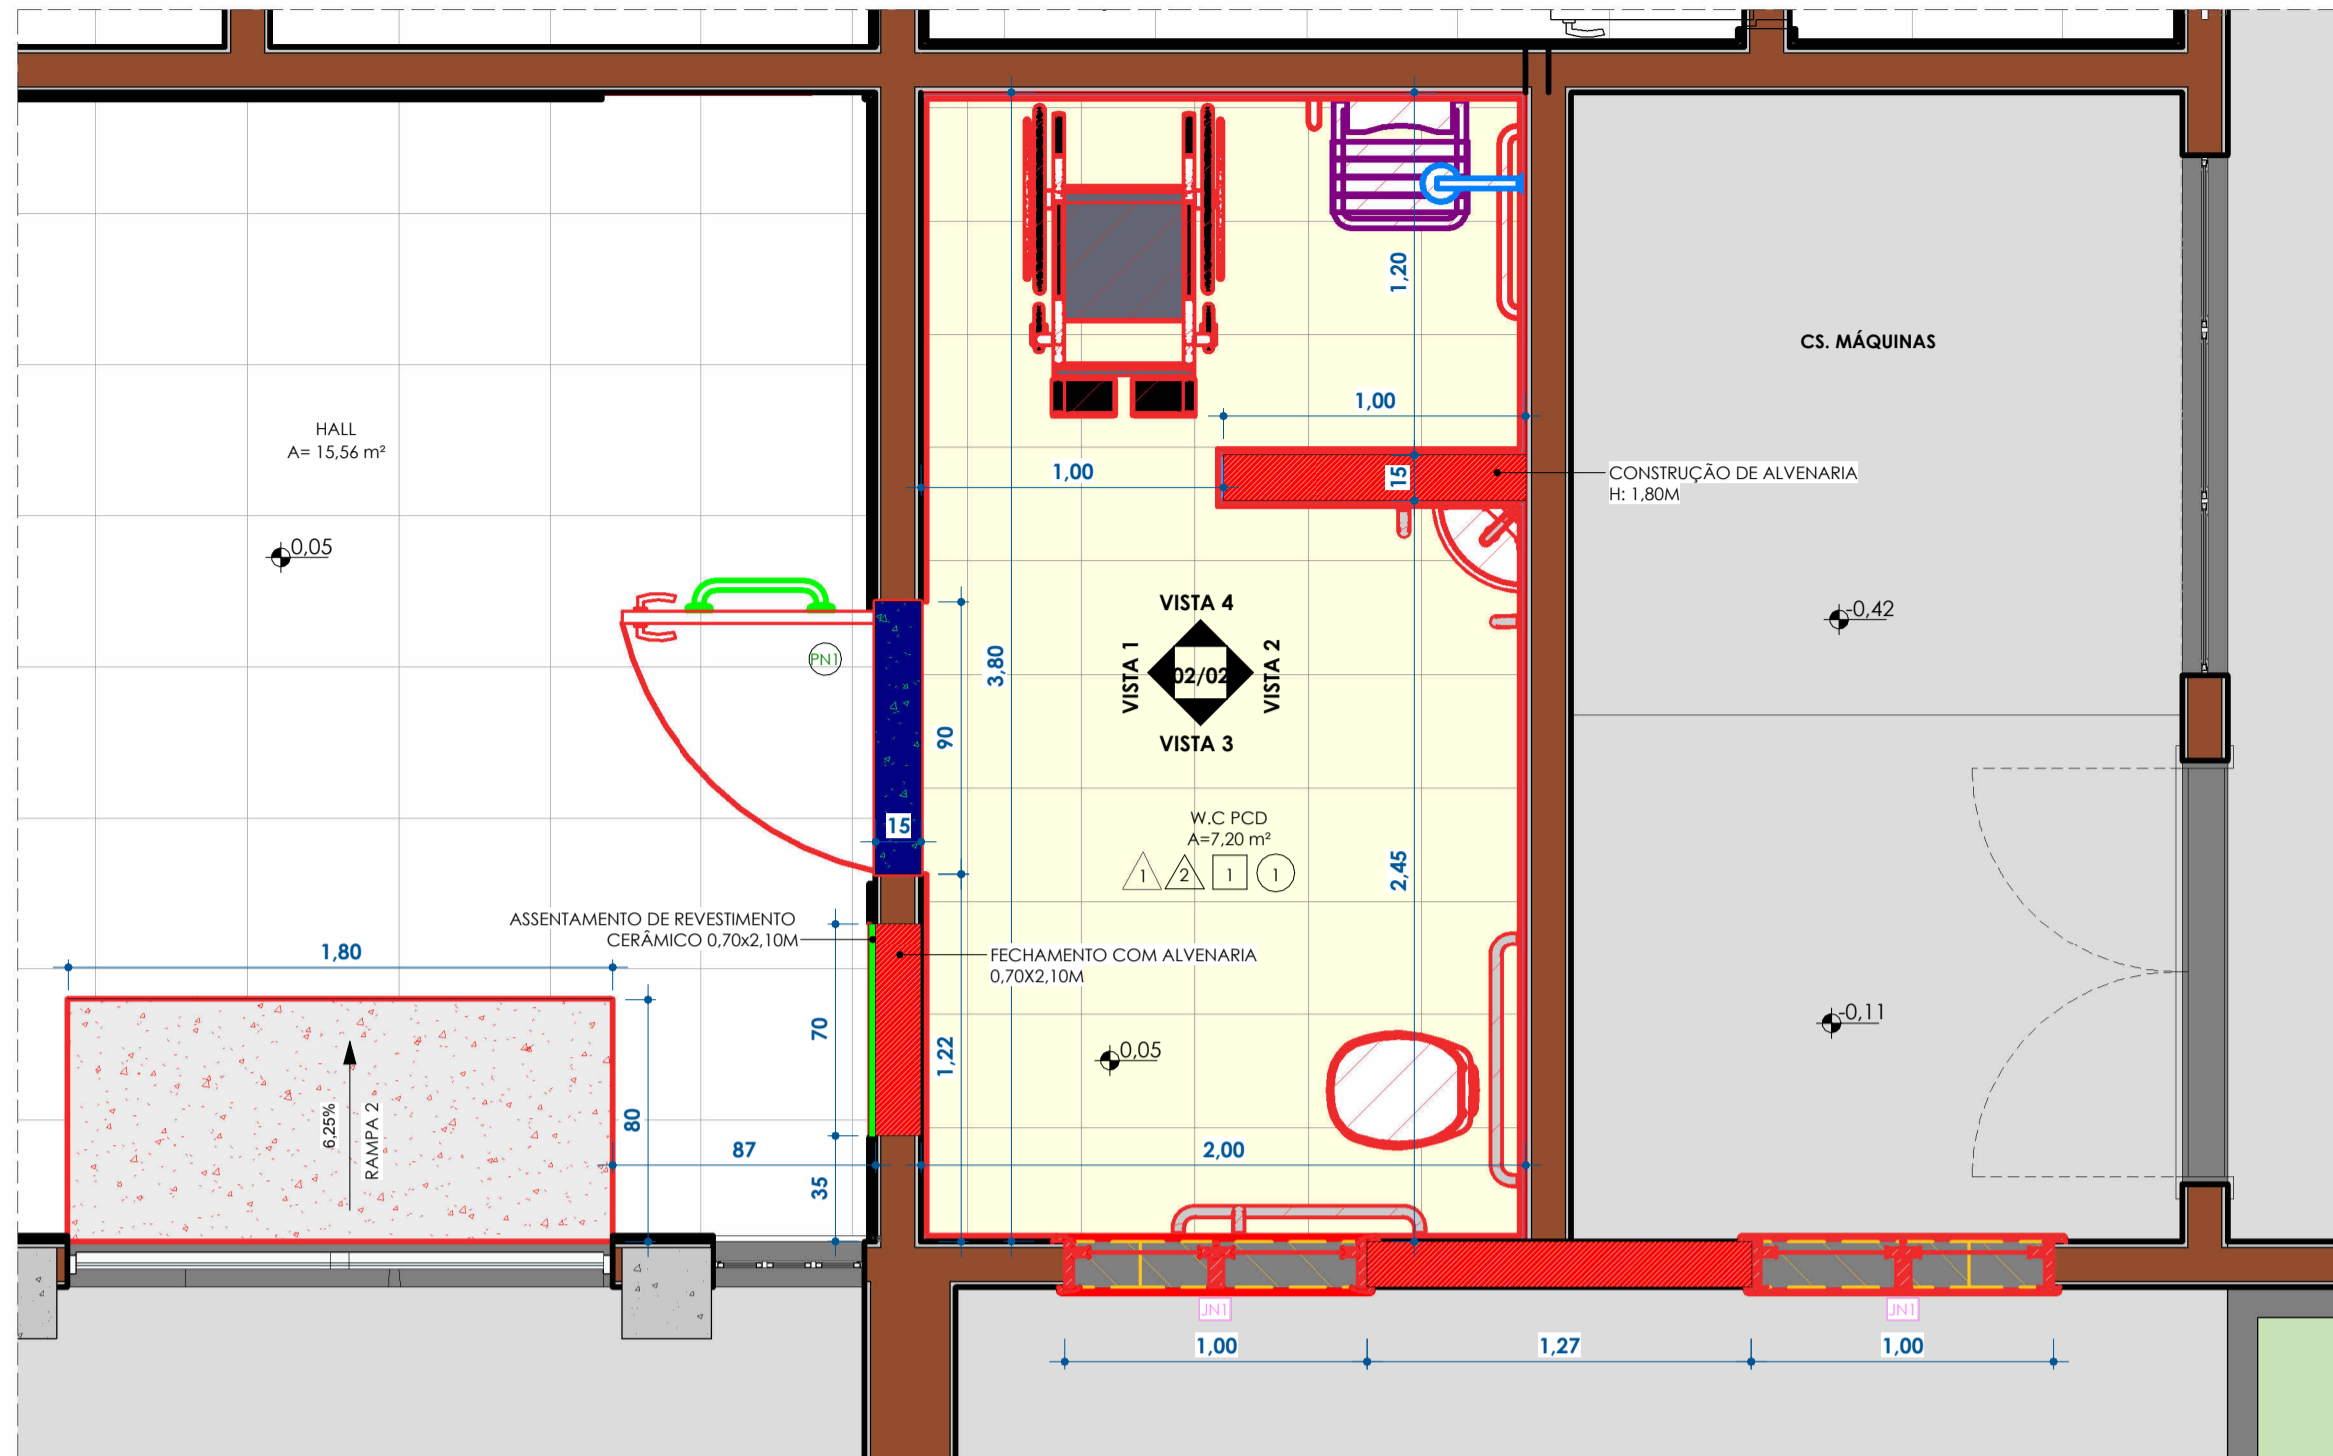 1,20
CS. MÁQUINAS
1,00
HALL
A= 15,56 m²
1,00
15
CONSTRUÇÃO DE ALVENARIA
H: 1,80M
0,05
VISTA 4
-0,42
PN1
3,80
VISTA 1
02/02
VISTA 2
90
VISTA 3
15
W.C PCD
A=7,20 m²
1 2 1 1
2,45
ASSENTAMENTO DE REVESTIMENTO
CERÂMICO 0,70x2,10M
FECHAMENTO COM ALVENARIA
0,70X2,10M
1,80
-0,11
70
1,22
0,05
6,25%
RAMPA 2
80
87
2,00
35
JN1
JN1
1,00
1,27
1,00